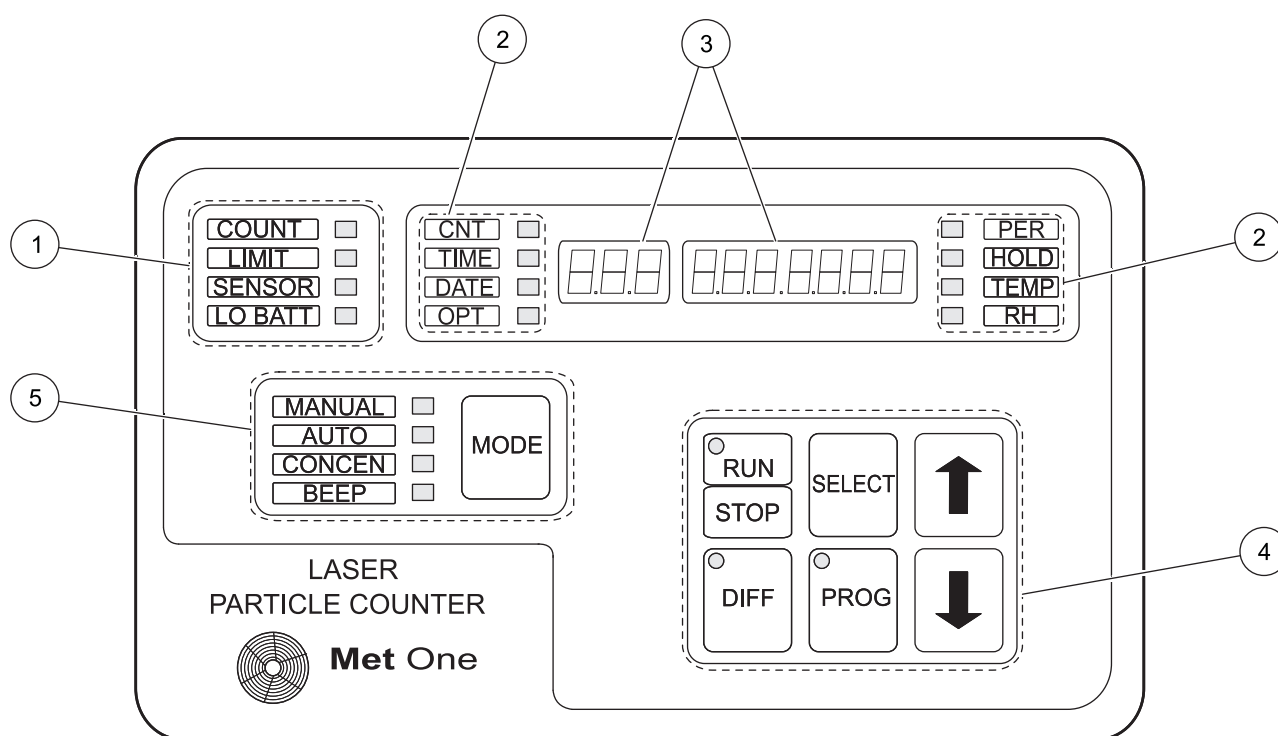 2
3
1
COUNT
LIMIT
SENSOR
LO BATT
CNT
TIME
DATE
OPT
PER
HOLD
TEMP
RH
2
5
MANUAL
AUTO
CONCEN
BEEP
MODE
RUN
STOP
SELECT
DIFF
PROG
4
LASER
PARTICLE COUNTER
Met One